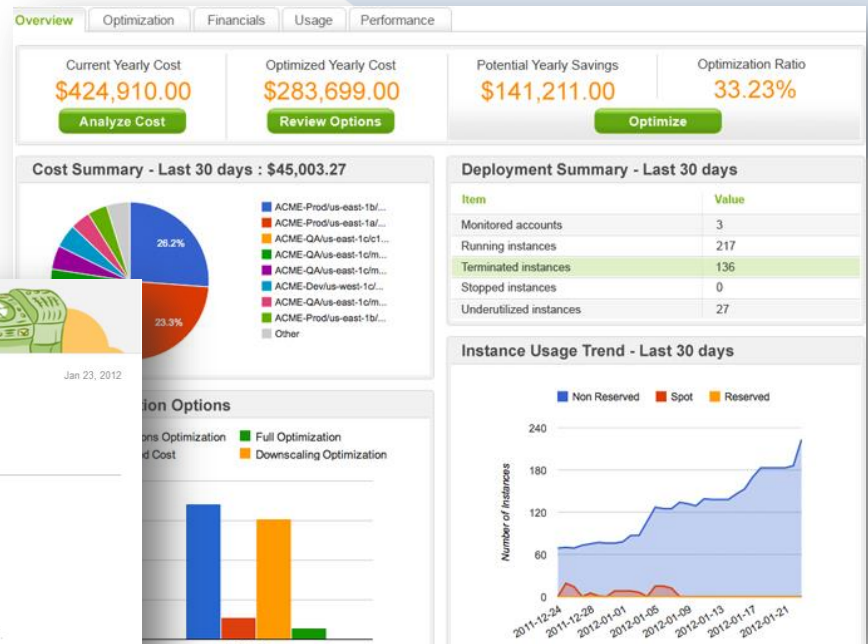 Overview Optimization Financials Usage Performance
Current Yearly Cost
$424,910.00
Analyze Cost
Optimized Yearly Cost
$283,699.00
Review Options
Potential Yearly Savings
$141,211.00
Optimization Ratio
33.23%
Optimize
Cost Summary - Last 30 days : $45,003.27
26.2%
23.3%
ACME-Prod/us-east-1b/...
ACME-Prod/us-east-1a/...
ACME-QA/us-east-1c/c1...
ACME-QA/us-east-1c/m...
ACME-QA/us-east-1c/m...
ACME-Dev/us-west-1c/...
ACME-QA/us-east-1c/m...
ACME-Prod/us-east-1b/...
Other
Deployment Summary - Last 30 days
Item Value
Monitored accounts 3
Running instances 217
Terminated instances 136
Stopped instances 0
Underutilized instances 27
Jan 23, 2012
ion Options
ons Optimization Full Optimization
d Cost Downscaling Optimization
Instance Usage Trend - Last 30 days
Non Reserved Spot Reserved
Number of Instances
240
180
120
60
0
2011-12-24 2011-12-28 2012-01-01 2012-01-05 2012-01-09 2012-01-13 2012-01-17 2012-01-21